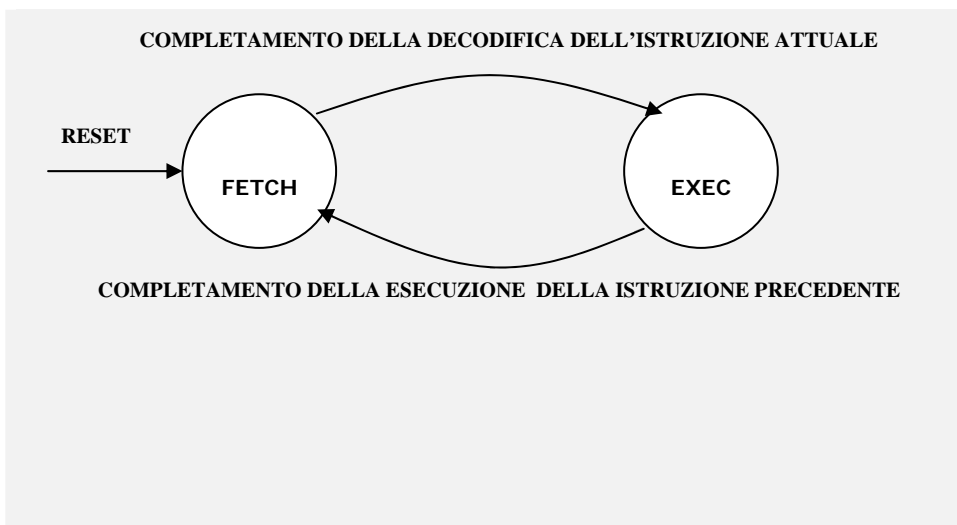 COMPLETAMENTO DELLA DECODIFICA DELL'ISTRUZIONE ATTUALE
RESET
FETCH
EXEC
COMPLETAMENTO DELLA ESECUZIONE DELLA ISTRUZIONE PRECEDENTE